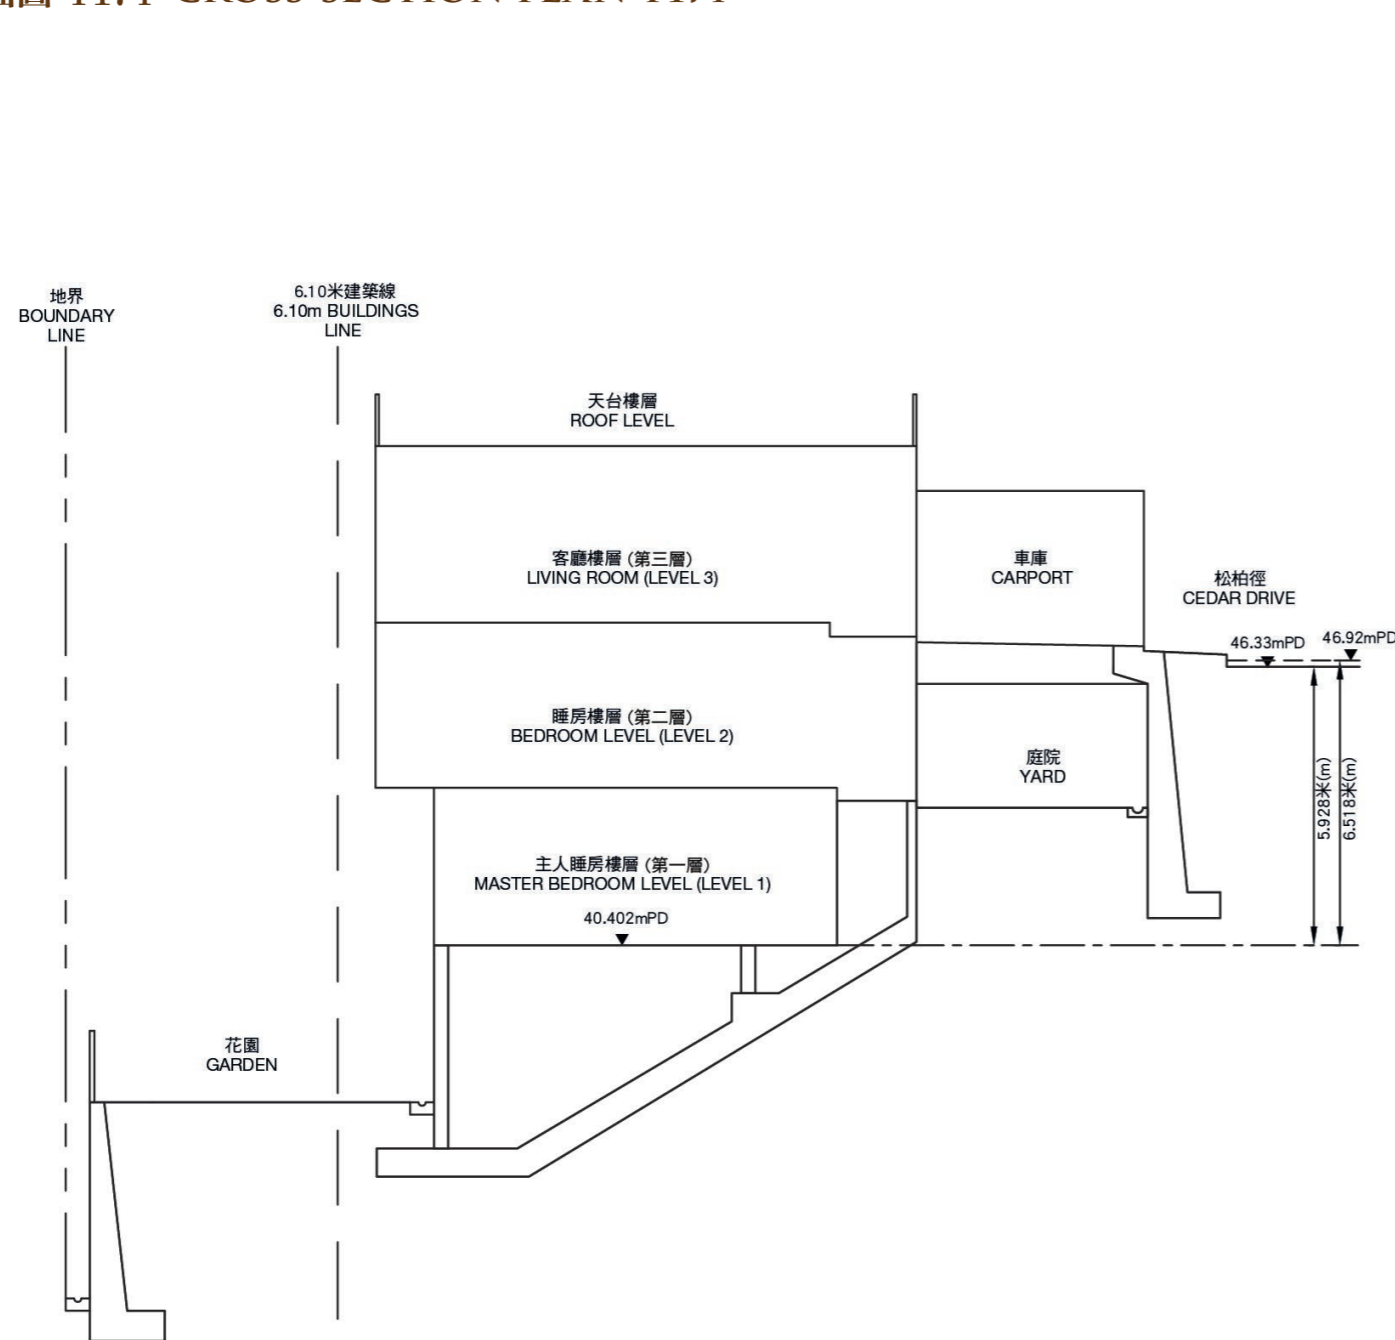 地界
BOUNDARY
LINE
6.10米建築線
6.10m BUILDINGS
LINE
天台樓層
ROOF LEVEL
客廳樓層 (第三層)
LIVING ROOM (LEVEL 3)
車庫
CARPORT
松柏徑
CEDAR DRIVE
46.33mPD
46.92mPD
睡房樓層 (第二層)
BEDROOM LEVEL (LEVEL 2)
庭院
YARD
5.928米(m)
6.518米(m)
主人睡房樓層 (第一層)
MASTER BEDROOM LEVEL (LEVEL 1)
40.402mPD
花園
GARDEN